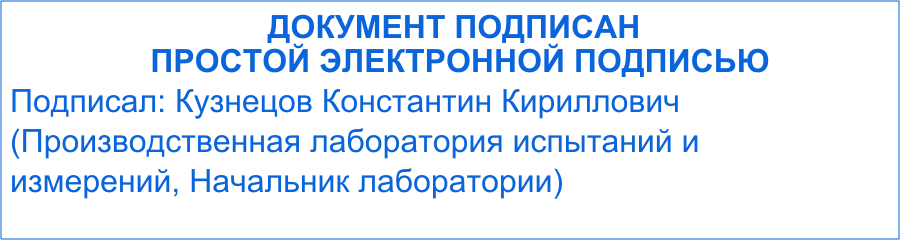 ДОКУМЕНТ ПОДПИСАН
ПРОСТОЙ ЭЛЕКТРОННОЙ ПОДПИСЬЮ
Подписал: Кузнецов Константин Кириллович
(Производственная лаборатория испытаний и
измерений, Начальник лаборатории)